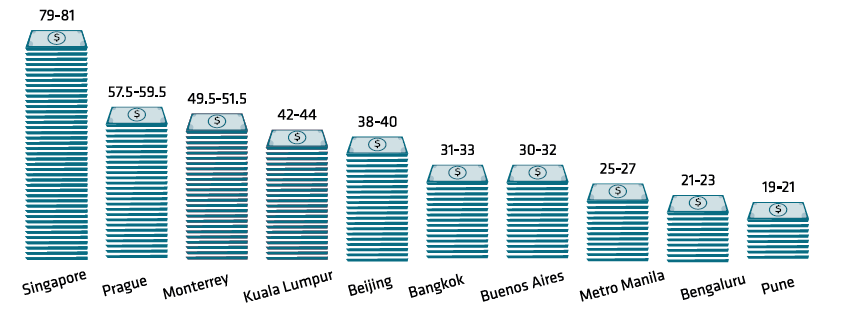 79-81
57.5-59.5
49.5-51.5
42-44
38-40
31-33
30-32
25-27
21-23
19-21
$
$
$
$
$
$
$
$
$
$
Singapore
Prague
Monterrey
Kuala Lumpur
Beijing
Bangkok
Buenos Aires
Metro Manila
Bengaluru
Pune